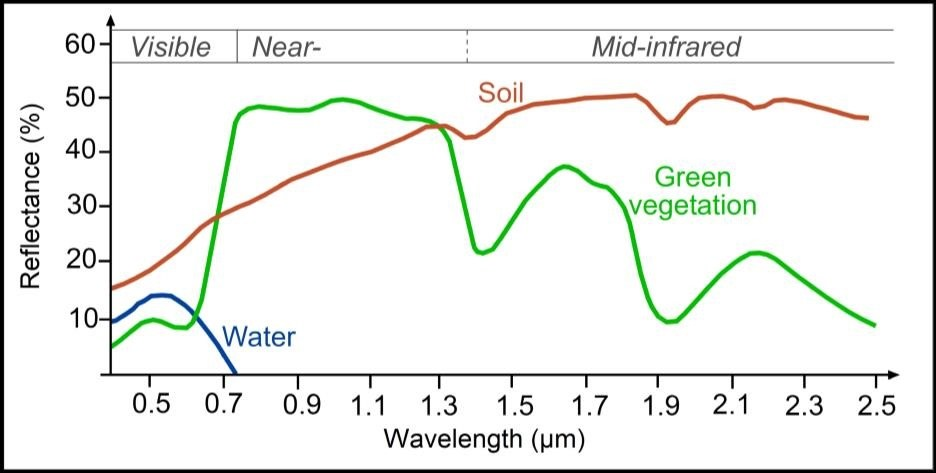 Visible Near- Mid-infrared
60
50
40
30
20
10
Reflectance (%)
Soil
Green
vegetation
Water
0.5 0.7 0.9 1.1 1.3 1.5 1.7 1.9 2.1 2.3 2.5
Wavelength (µm)